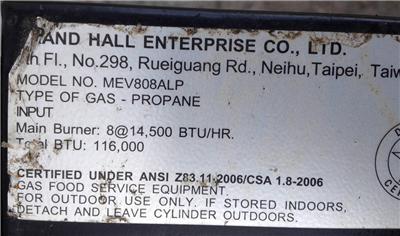 RAND HALL ENTERPRISE CO., LTD.
th Fl., No.298, Rueiguang Rd., Neihu,Taipei, Taiw
MODEL NO. MEV808ALP
TYPE OF GAS - PROPANE
INPUT
Main Burner: 8@14,500 BTU/HR.
Total BTU: 116,000
CERTIFIED UNDER ANSI Z83.11-2006/CSA 1.8-2006
GAS FOOD SERVICE EQUIPMENT.
FOR OUTDOOR USE ONLY. IF STORED INDOORS,
DETACH AND LEAVE CYLINDER OUTDOORS.